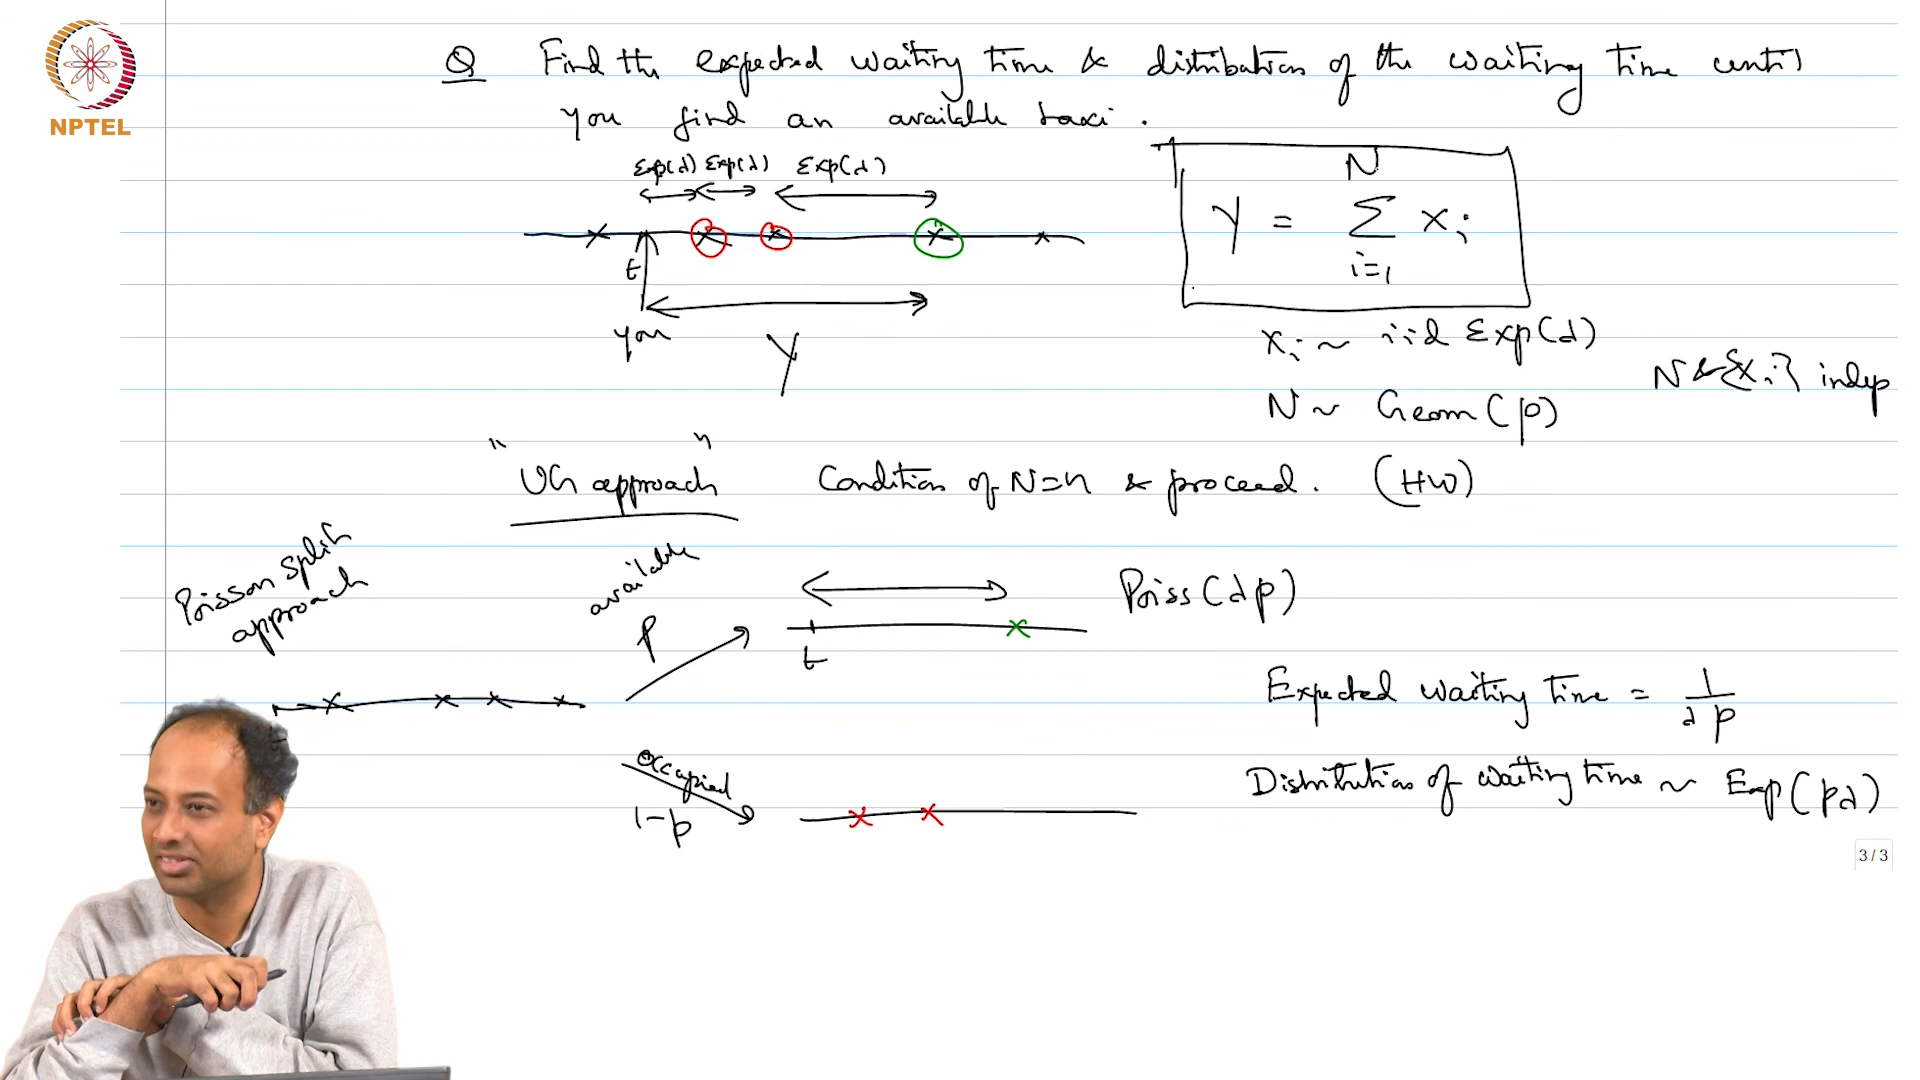 NPTEL
Q Find the expected waiting time & distribution of the waiting time until
you find an available taxi.
Exp(λ) Exp(λ) Exp(λ)
t
you
Y
Y = N Σ i=1 Xi
Xi ~ iid Exp(λ)
N & {Xi} indep
N ~ Geom(p)
"UG approach" Condition of N=n & proceed. (HW)
Poisson split
approach
available
p
t
Poiss(λp)
Expected waiting time = 1/λp
occupied
1-p
Distribution of waiting time ~ Exp(pλ)
3 / 3